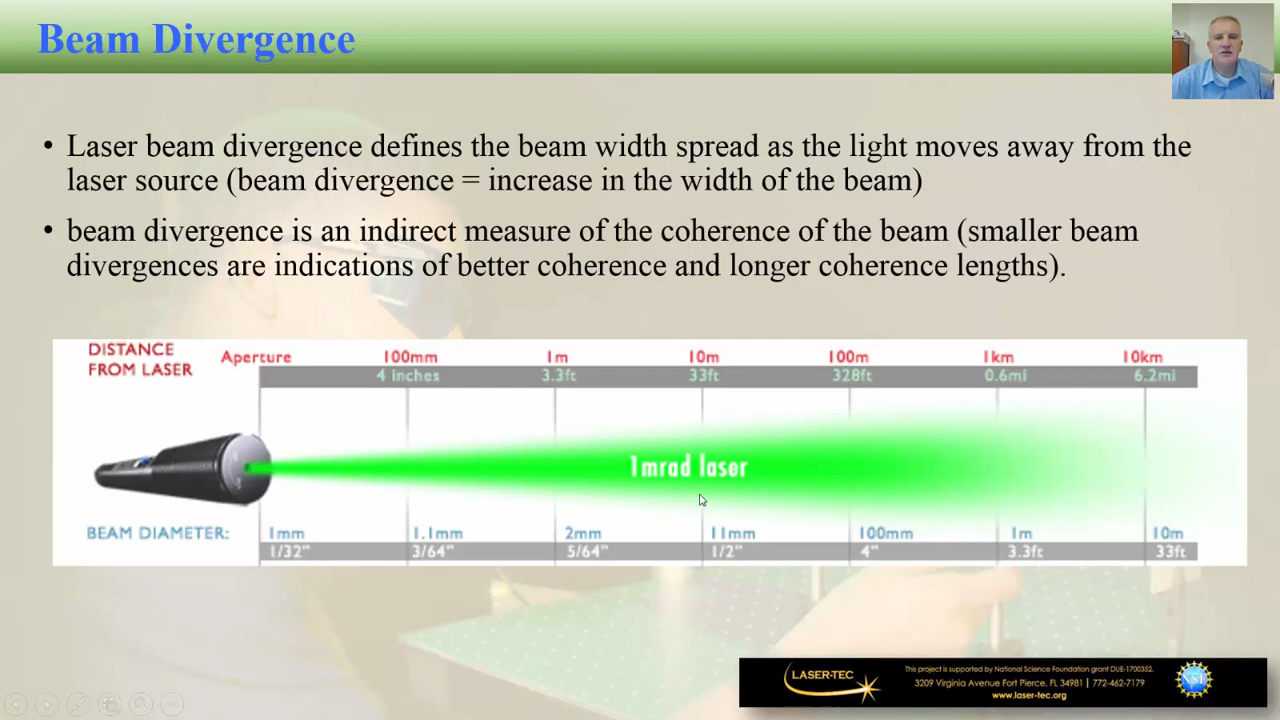 Beam Divergence
• Laser beam divergence defines the beam width spread as the light moves away from the
laser source (beam divergence = increase in the width of the beam)
• beam divergence is an indirect measure of the coherence of the beam (smaller beam
divergences are indications of better coherence and longer coherence lengths).
DISTANCE
FROM LASER
Aperture 100mm 1m 10m 100m 1km 10km
4 inches 3.3ft 33ft 328ft 0.6mi 6.2mi
1mrad laser
BEAM DIAMETER: 1mm 1.1mm 2mm 11mm 100mm 1m 10m
1/32" 3/64" 5/64" 1/2" 4" 3.3ft 33ft
LASER-TEC
This project is supported by National Science Foundation grant DUE-1700352.
3209 Virginia Avenue Fort Pierce, FL 34981 | 772-462-7179
www.laser-tec.org
NSF